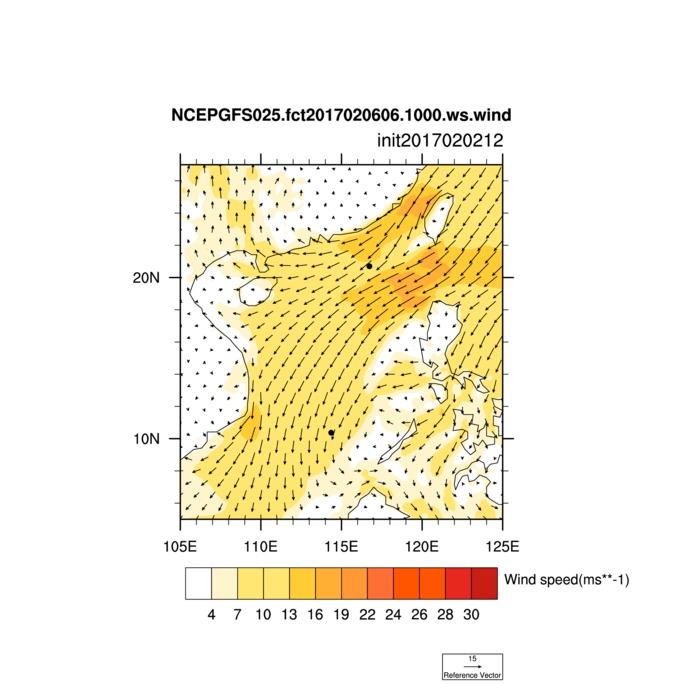 NCEPGFS025.fct2017020606.1000.ws.wind
init2017020212
20N
10N
105E 110E 115E 120E 125E
Wind speed(ms**-1)
4 7 10 13 16 19 22 24 26 28 30
15
Reference Vector